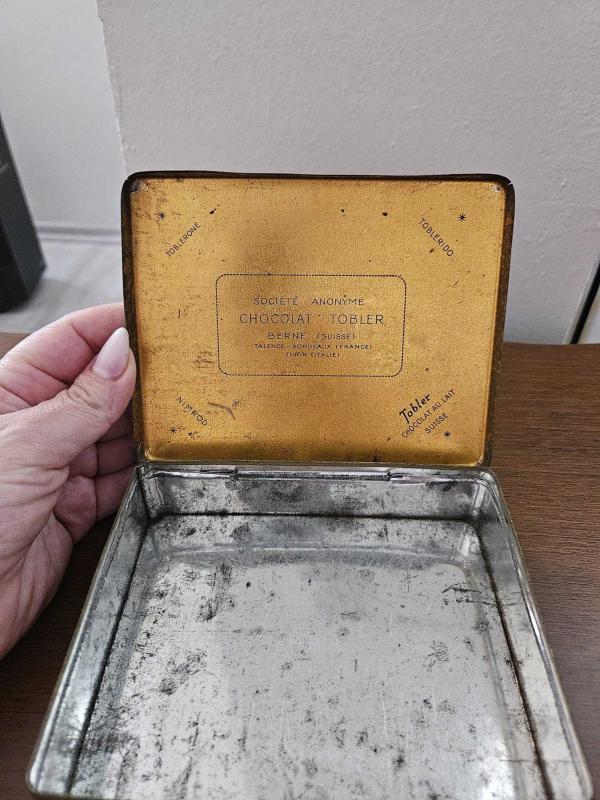 TOBLERONE
TOBLERIDO
SOCIÉTÉ ANONYME
CHOCOLAT TOBLER
BERNE (SUISSE)
TALENCE-BORDEAUX (FRANCE)
TURIN (ITALIE)
NIMROD
Tobler
CHOCOLAT AU LAIT
SUISSE